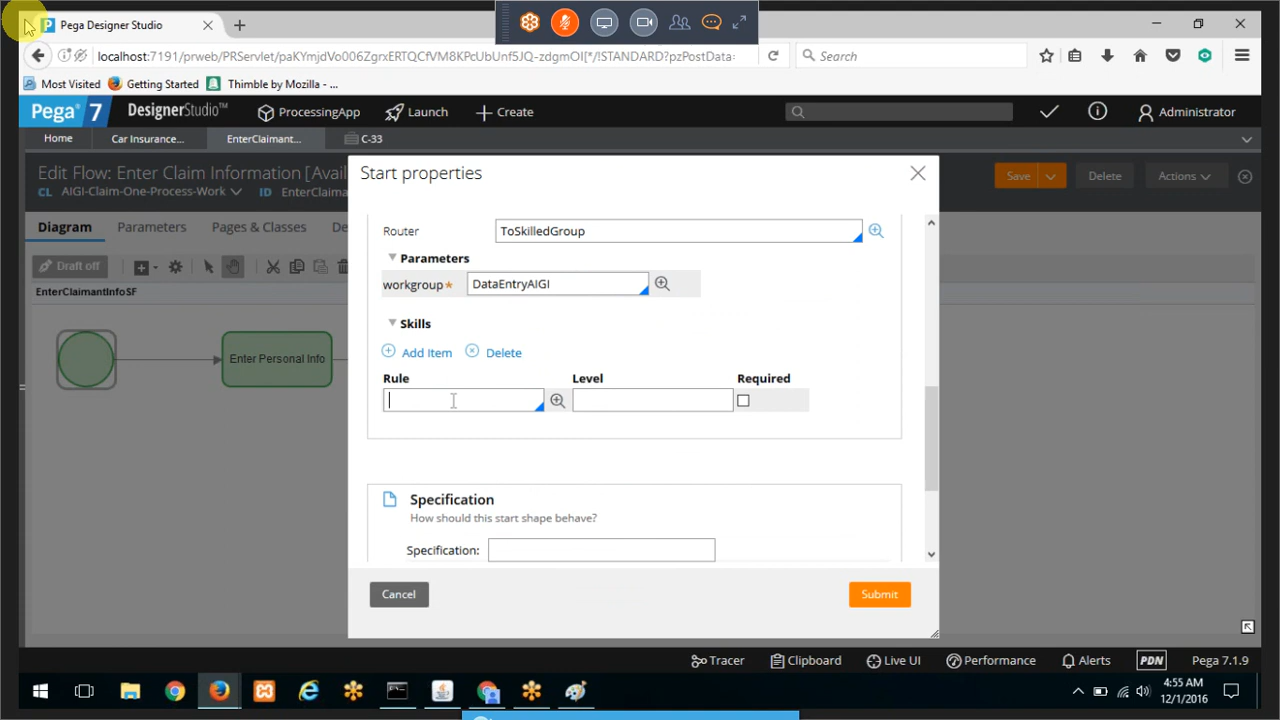 Pega Designer Studio
localhost:7191/prweb/PRServlet/paKYmjdVo006ZgrxERTQCfVM8KPcUybUnf5JQ-zdgmOI[*/!STANDARD?pzPostData-
Search
Most Visited Getting Started Thimble by Mozilla - ...
Pega 7 DesignerStudio™ ProcessingApp Launch Create Administrator
Home Car Insurance... EnterClaimant... C-33
Edit Flow: Enter Claim Information [Avail Save Delete Actions
CL AIGI-Claim-One-Process-Work ID EnterClaima
Diagram Parameters Pages & Classes De
Draft off
EnterClaimantInfoSF
Enter Personal Info
Start properties
Router ToSkilledGroup
Parameters
workgroup* DataEntryAIGI
Skills
Add Item Delete
Rule Level Required
Specification
How should this start shape behave?
Specification:
Cancel Submit
Tracer Clipboard Live UI Performance Alerts PDN Pega 7.1.9
4:55 AM
12/1/2016